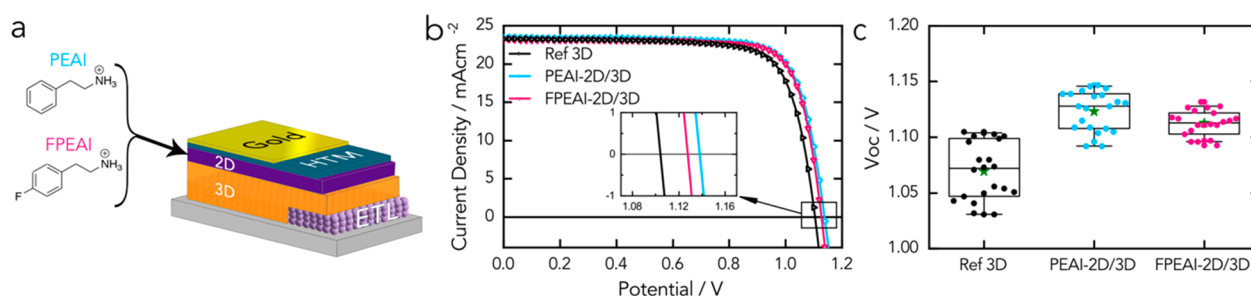 a
PEAI
NH₃
⊕
FPEAI
NH₃
⊕
F
Gold
HTM
2D
3D
ETL
b
Current Density / mAcm⁻²
25
20
15
10
5
0
Ref 3D
PEAI-2D/3D
FPEAI-2D/3D
1
0
-1
1.08
1.12
1.16
0.0
0.2
0.4
0.6
0.8
1.0
1.2
Potential / V
c
Voc / V
1.20
1.15
1.10
1.05
1.00
Ref 3D
PEAI-2D/3D
FPEAI-2D/3D